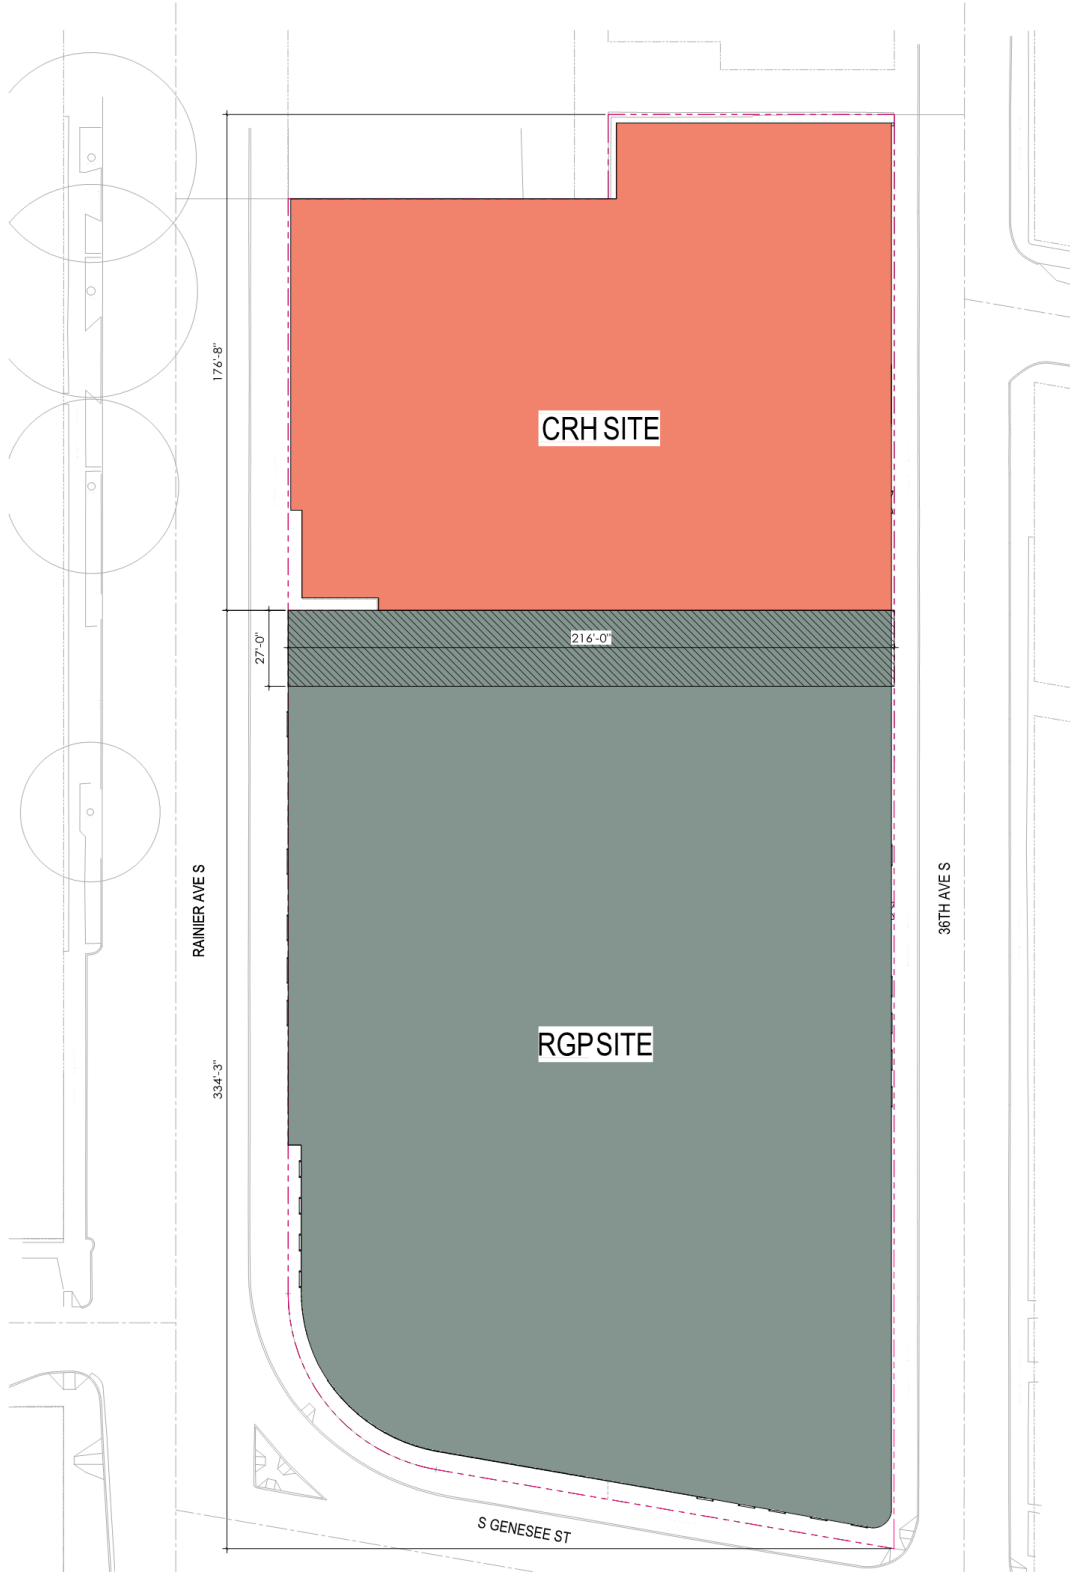 176'-8"
CRH SITE
27'-0"
216'-0"
RAINIER AVE S
36TH AVE S
RGP SITE
334'-3"
S GENESEE ST